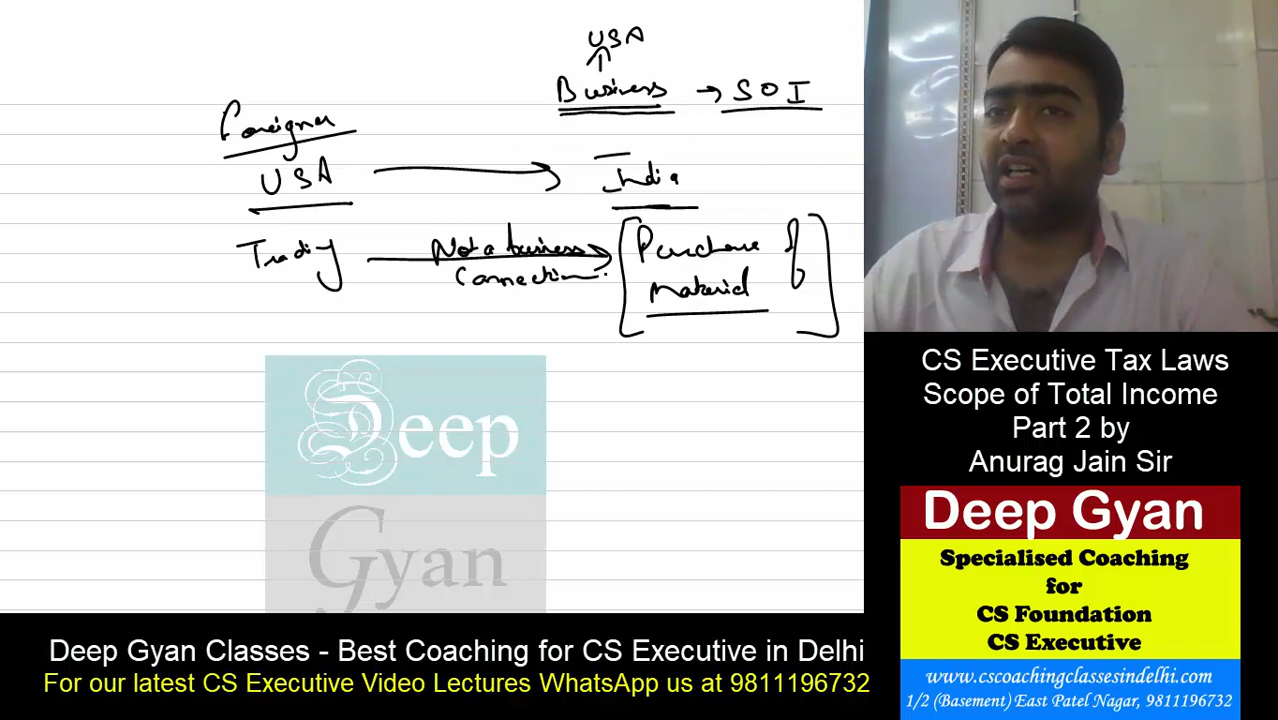 USA
Business → SOI
Foreigner
USA → India
Trading → Not a business connection. [Purchase of
material]
Deep
Gyan
CS Executive Tax Laws
Scope of Total Income
Part 2 by
Anurag Jain Sir
Deep Gyan
Specialised Coaching
for
CS Foundation
CS Executive
www.cscoachingclassesindelhi.com
1/2 (Basement) East Patel Nagar, 9811196732
Deep Gyan Classes - Best Coaching for CS Executive in Delhi
For our latest CS Executive Video Lectures WhatsApp us at 9811196732